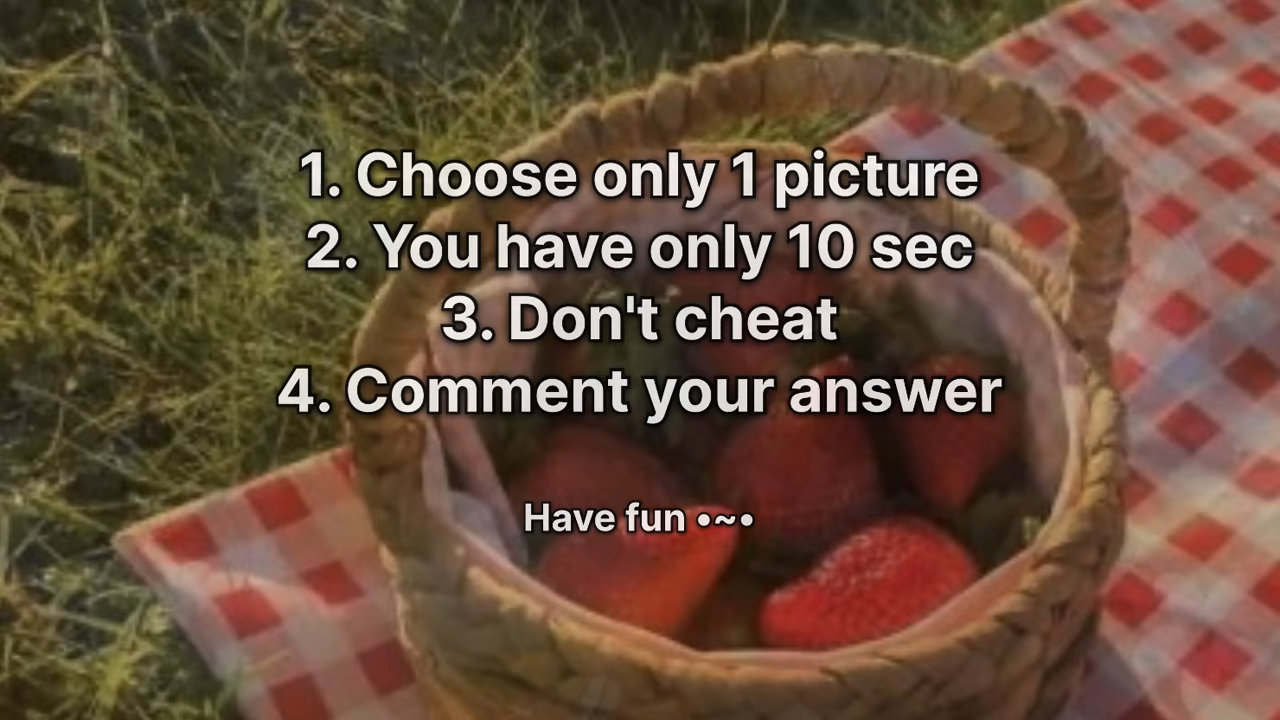 1. Choose only 1 picture
2. You have only 10 sec
3. Don't cheat
4. Comment your answer
Have fun •~•